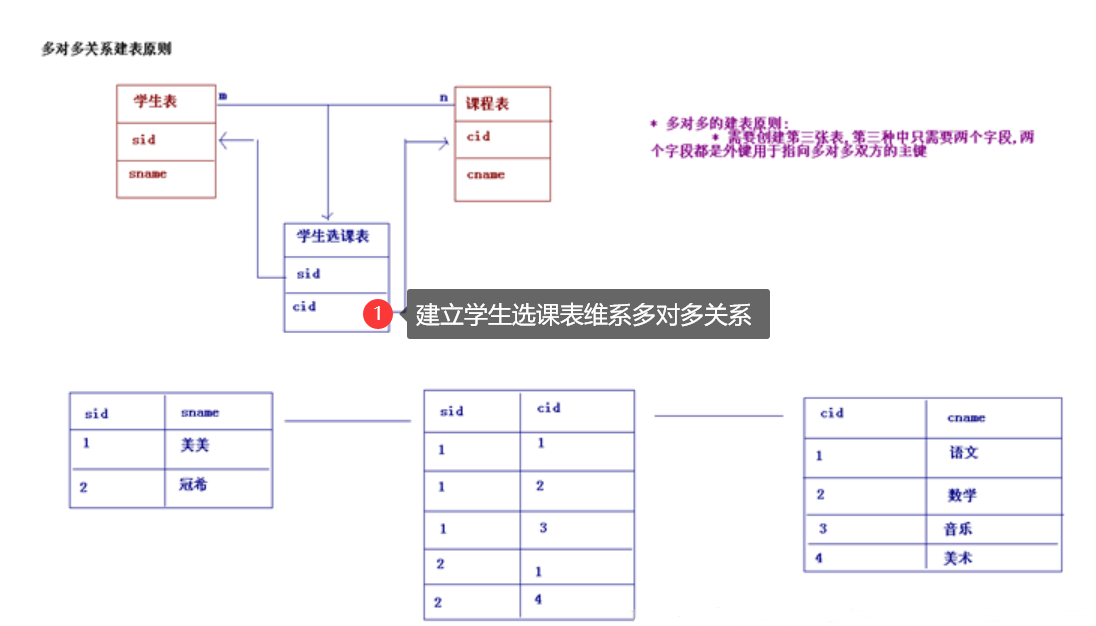 多对多关系建表原则
学生表
m
n
课程表
sid
cid
sname
cname
* 多对多的建表原则:
* 需要创建第三张表,第三种中只需要两个字段,两
个字段都是外键用于指向多对多双方的主键
学生选课表
sid
cid
1
建立学生选课表维系多对多关系
sid sname
1 美美
2 冠希
sid cid
1 1
1 2
1 3
2 1
2 4
cid cname
1 语文
2 数学
3 音乐
4 美术